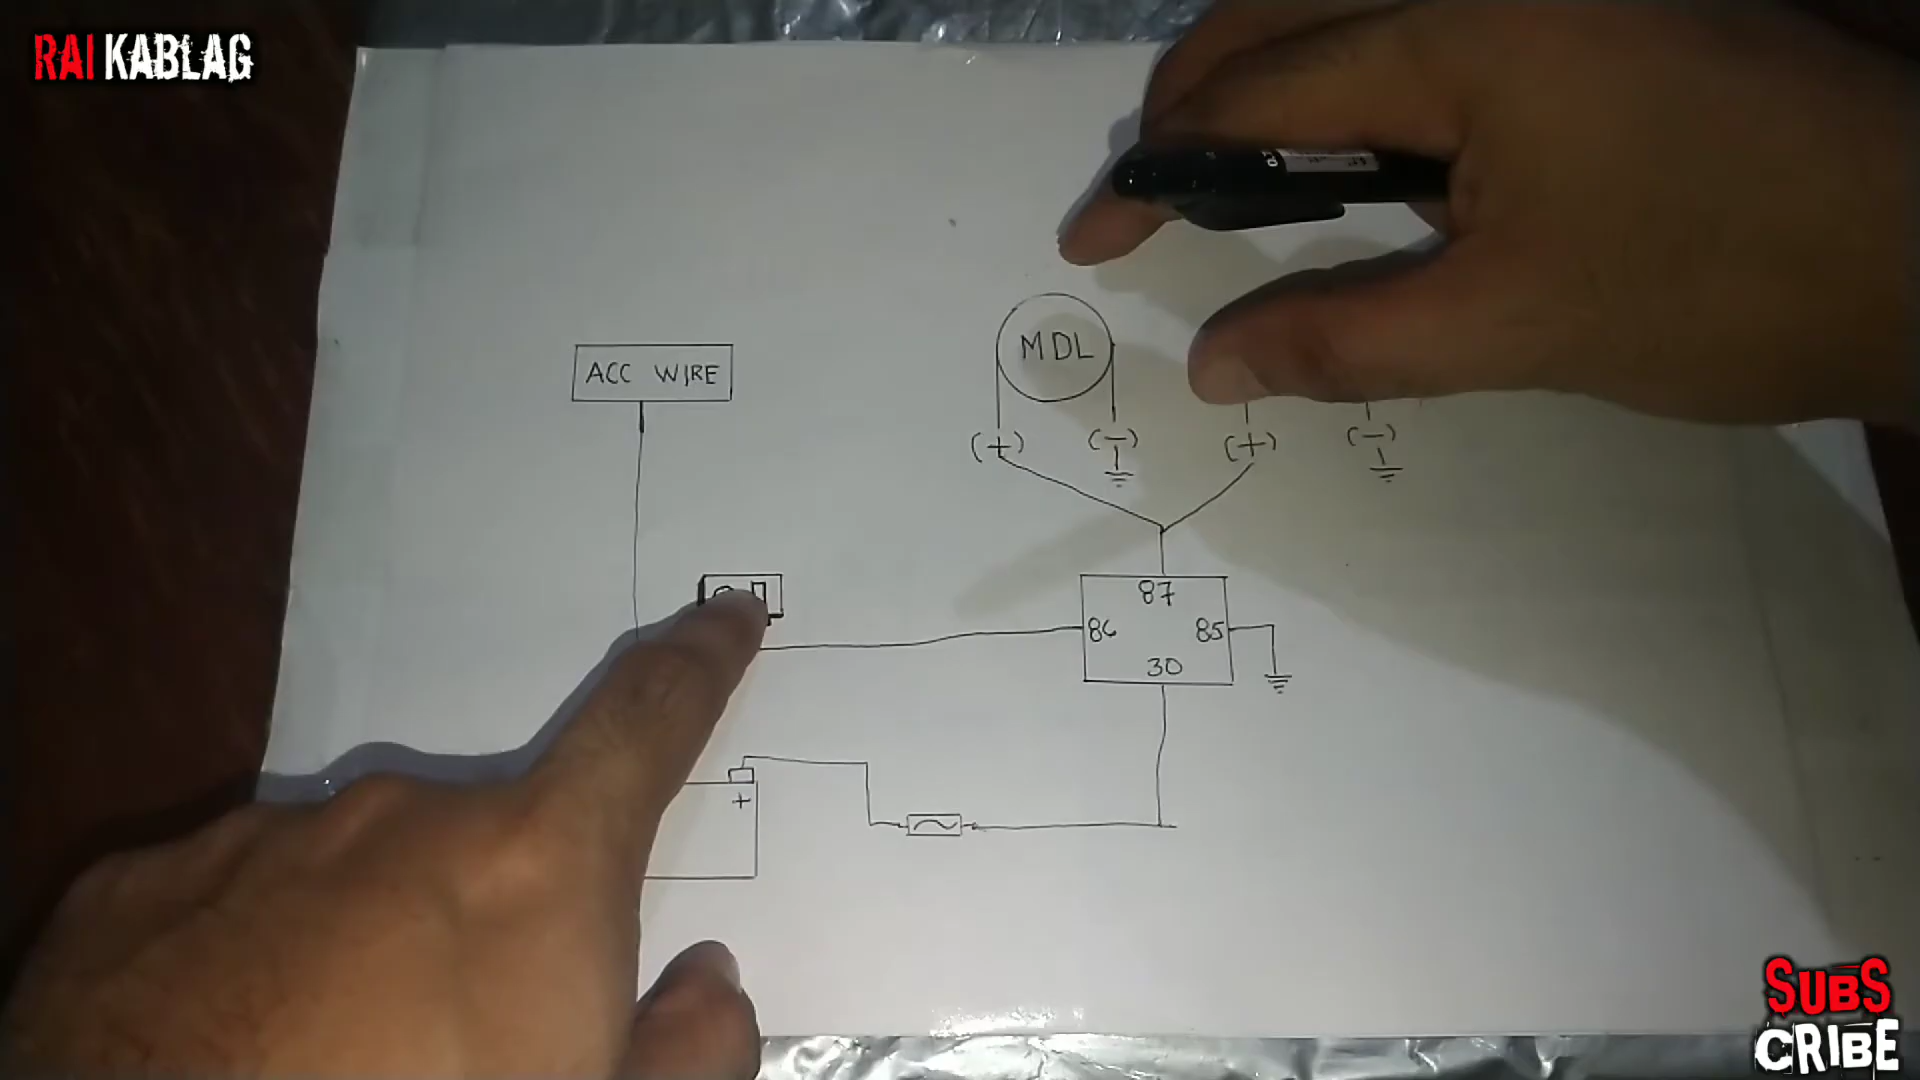 RAI KABLAG
ACC WIRE
MDL
(+) (-) (+) (-)
87
86 85
30
+
SUBS
CRIBE